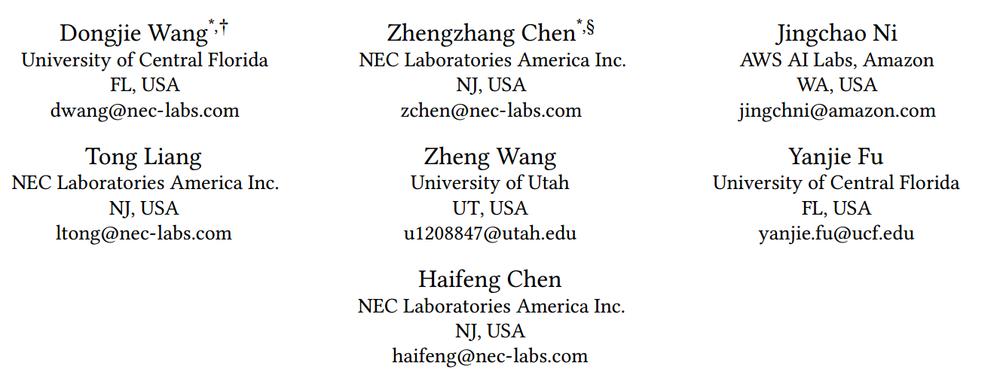 Dongjie Wang*,†
University of Central Florida
FL, USA
dwang@nec-labs.com
Zhengzhang Chen*,§
NEC Laboratories America Inc.
NJ, USA
zchen@nec-labs.com
Jingchao Ni
AWS AI Labs, Amazon
WA, USA
jingchni@amazon.com
Tong Liang
NEC Laboratories America Inc.
NJ, USA
ltong@nec-labs.com
Zheng Wang
University of Utah
UT, USA
u1208847@utah.edu
Yanjie Fu
University of Central Florida
FL, USA
yanjie.fu@ucf.edu
Haifeng Chen
NEC Laboratories America Inc.
NJ, USA
haifeng@nec-labs.com